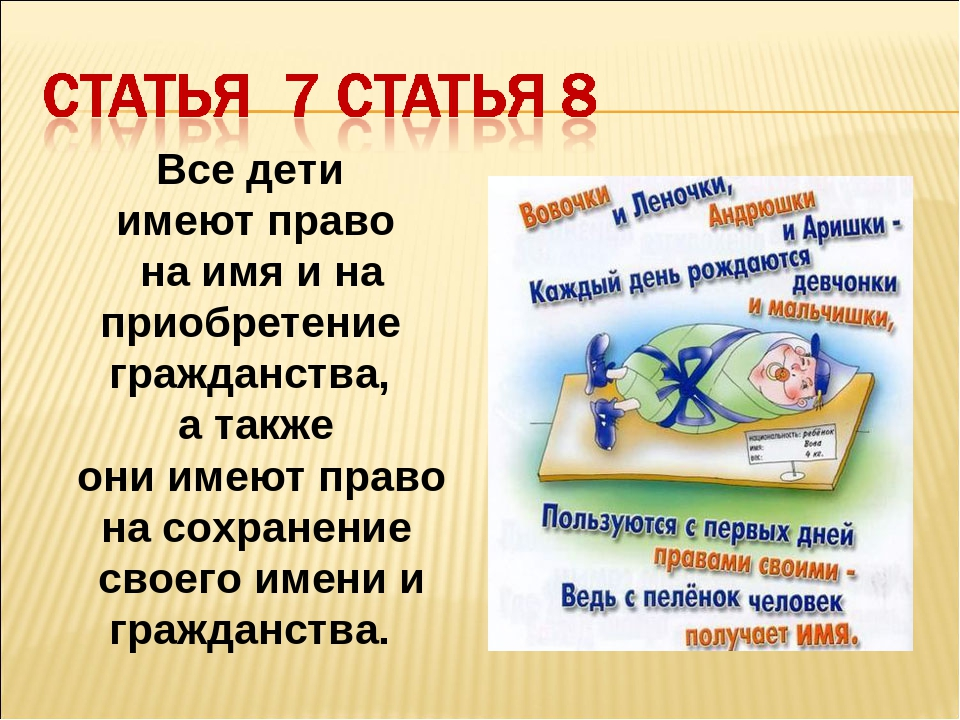 СТАТЬЯ 7 СТАТЬЯ 8
Все дети
имеют право
на имя и на
приобретение
гражданства,
а также
они имеют право
на сохранение
своего имени и
гражданства.
Вовочки и Леночки,
Андрюшки
и Аришки -
Каждый день рождаются
девчонки
и мальчишки,
национальность: ребёнок
имя: Вова
вес: 4 кг.
Пользуются с первых дней
правами своими -
Ведь с пелёнок человек
получает имя.